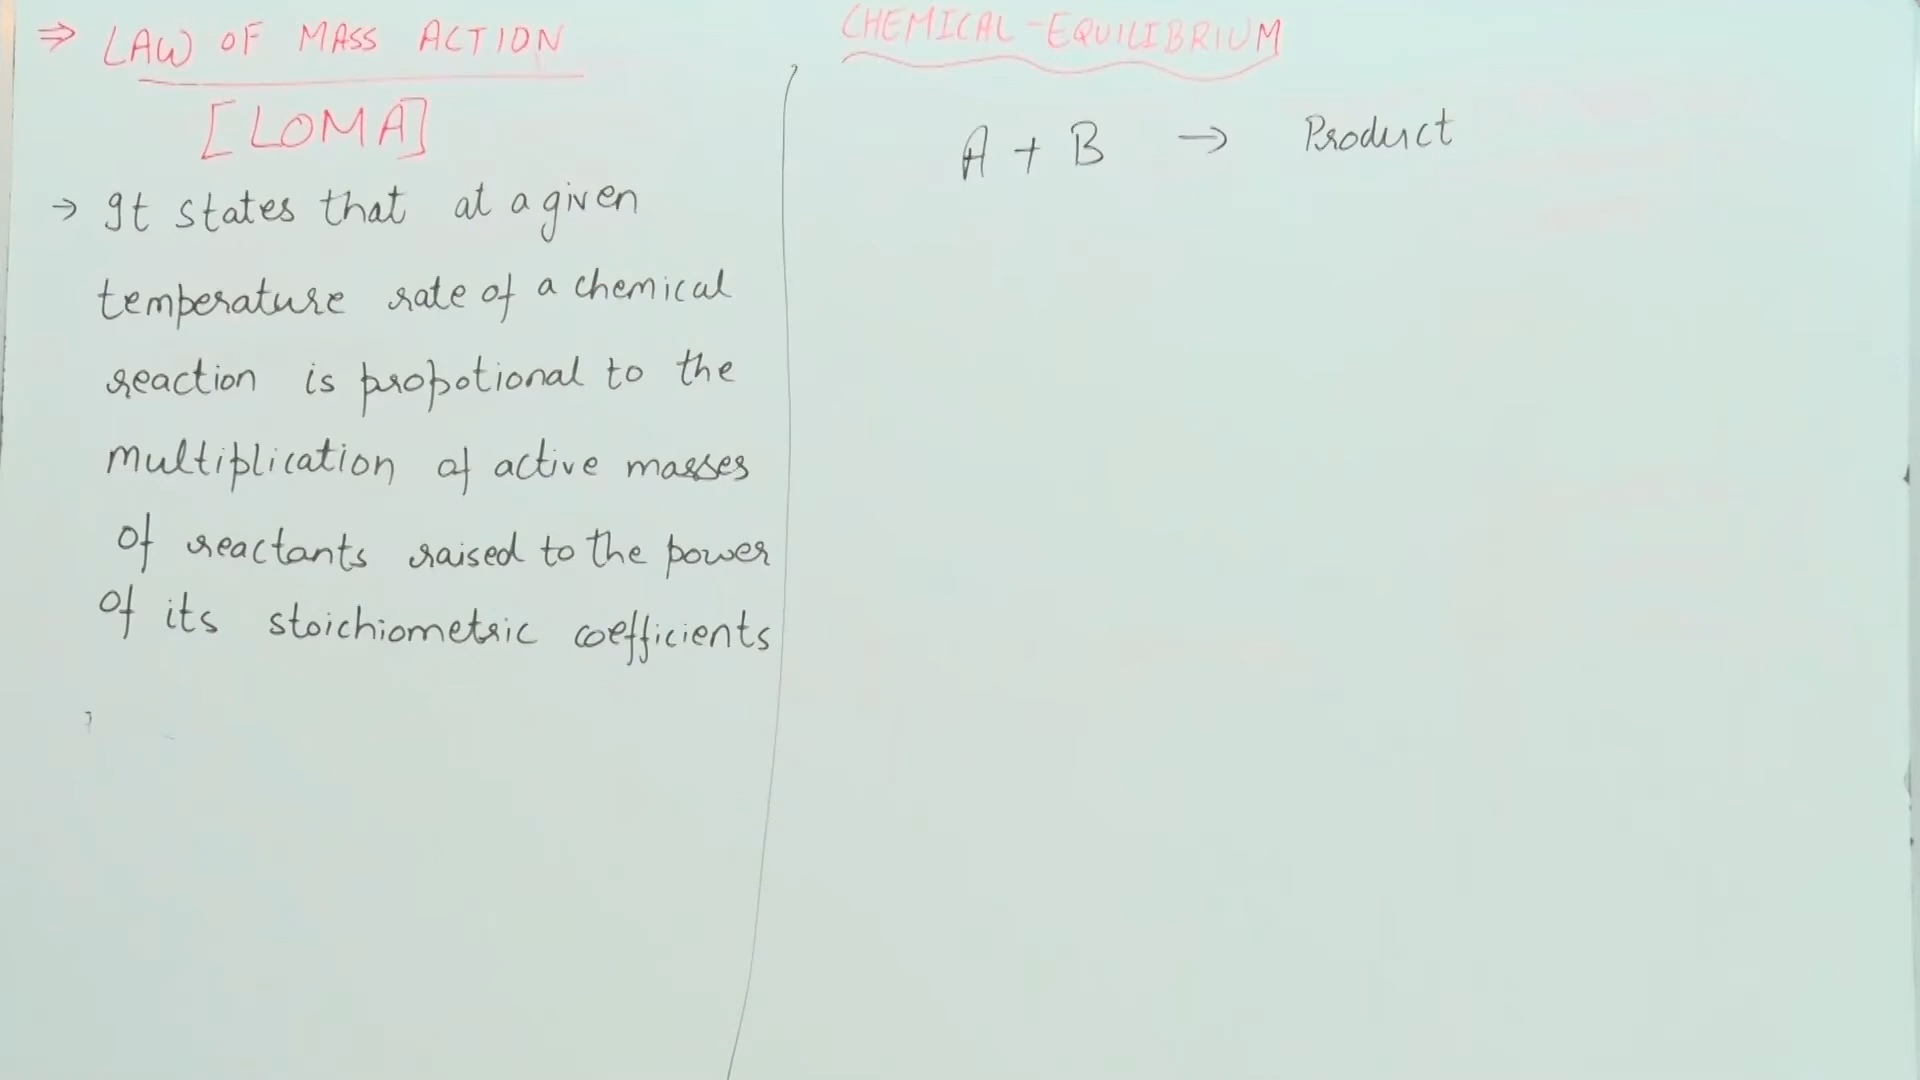 ⇒ LAW OF MASS ACTION
[LOMA]
→ It states that at a given
temperature rate of a chemical
reaction is propotional to the
multiplication of active masses
of reactants raised to the power
of its stoichiometric coefficients
CHEMICAL-EQUILIBRIUM
A + B → Product